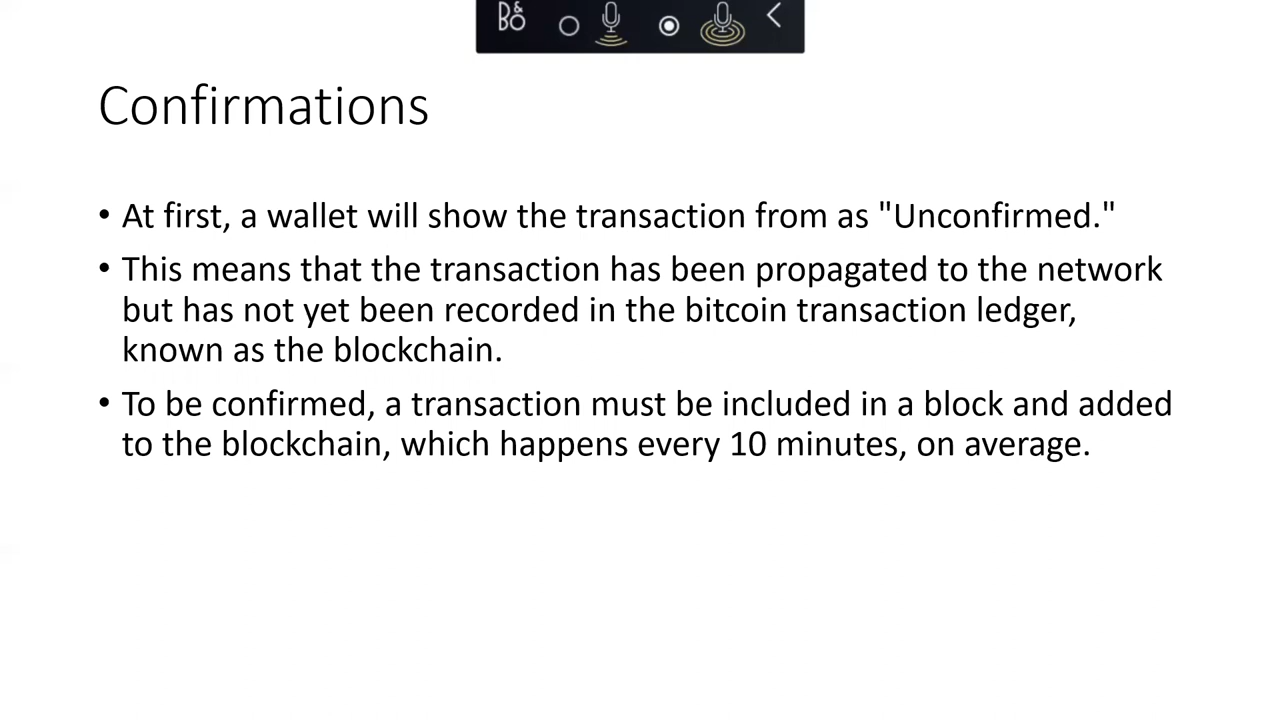 B&O
Confirmations
• At first, a wallet will show the transaction from as "Unconfirmed."
• This means that the transaction has been propagated to the network
but has not yet been recorded in the bitcoin transaction ledger,
known as the blockchain.
• To be confirmed, a transaction must be included in a block and added
to the blockchain, which happens every 10 minutes, on average.